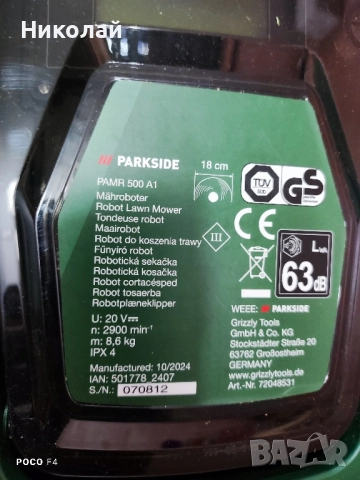 Николай
PARKSIDE
18 cm
PAMR 500 A1
Mähroboter
Robot Lawn Mower
Tondeuse robot
Maairobot
Robot do koszenia trawy
Fűnyíró robot
Robotická sekačka
Robotická kosačka
Robot cortacésped
Robot tosaerba
Robotplæneklipper
U: 20 V
n: 2900 min⁻¹
m: 8,6 kg
IPX 4
Manufactured: 10/2024
IAN: 501778_2407
S./N.: 070812
TÜV
SÜD
GS
CE
III
LWA
63dB
WEEE: PARKSIDE
Grizzly Tools
GmbH & Co. KG
Stockstädter Straße 20
63762 Großostheim
GERMANY
www.grizzlytools.de
Art.-Nr. 72048531
POCO F4
BAZAR.bg